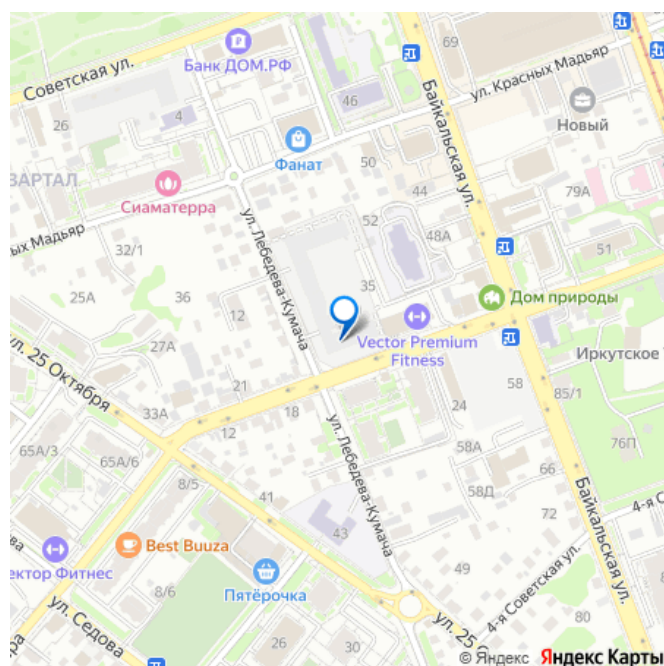 69
Банк ДОМ.РФ
Советская ул.
ул. Красных Мадьяр
Байкальская ул.
4
26
46
Новый
Фанат
50
ВАРТАЛ
Сиаматерра
44
79А
52
48А
51
ых Мадьяр
32/1
ул. Лебедева-Кумача
35
25А
36
12
Дом природы
Vector Premium
Fitness
Иркутское
27А
ул. 25 Октября
21
58
85/1
33А
18
24
12
65А/3
65А/6
58А
76П
66
ул. Лебедева-Кумача
8/5
41
58Д
Байкальская ул.
72
4-я
43
Best Buuza
ектор Фитнес
49
4-я Советская ул.
Пятёрочка
8/6
80
ул. Седова
ул. 25
26
30
30
© Яндекс Яндекс Карты